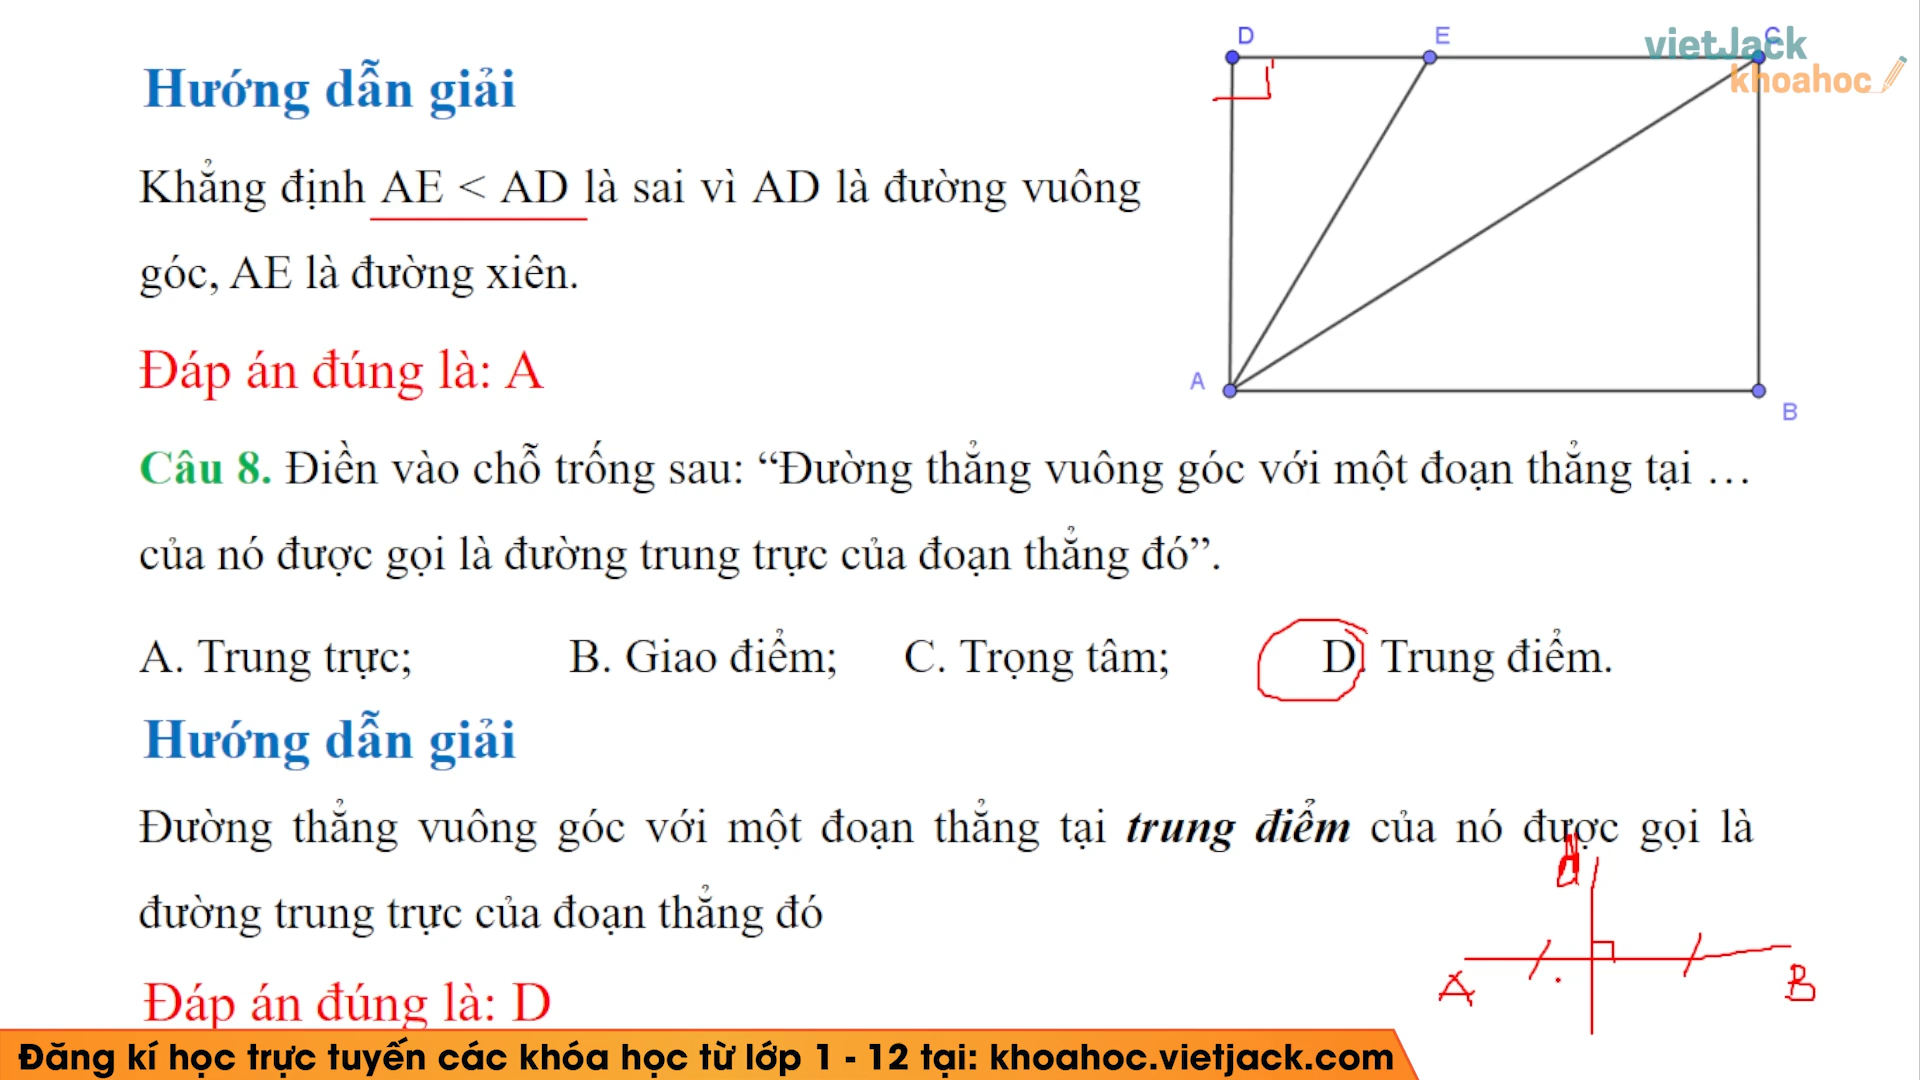 D E C
vietJack
khoahoc
Hướng dẫn giải
Khẳng định AE < AD là sai vì AD là đường vuông
góc, AE là đường xiên.
Đáp án đúng là: A
A
B
Câu 8. Điền vào chỗ trống sau: “Đường thẳng vuông góc với một đoạn thẳng tại …
của nó được gọi là đường trung trực của đoạn thẳng đó”.
A. Trung trực; B. Giao điểm; C. Trọng tâm; D. Trung điểm.
Hướng dẫn giải
Đường thẳng vuông góc với một đoạn thẳng tại trung điểm của nó được gọi là
đường trung trực của đoạn thẳng đó
d
A B
Đáp án đúng là: D
Đăng kí học trực tuyến các khóa học từ lớp 1 - 12 tại: khoahoc.vietjack.com